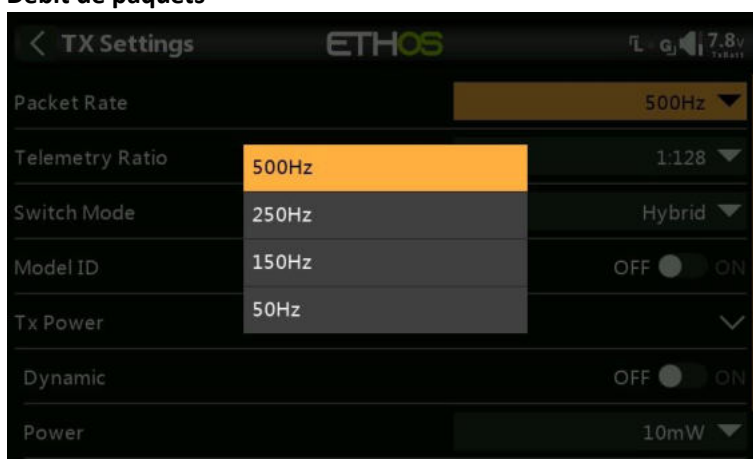 Débit de paquets
< TX Settings ETHOS 7.8V
TxBatt
Packet Rate 500Hz
Telemetry Ratio 1:128
500Hz
Switch Mode Hybrid
250Hz
Model ID OFF ON
150Hz
Tx Power
50Hz
Dynamic OFF ON
Power 10mW